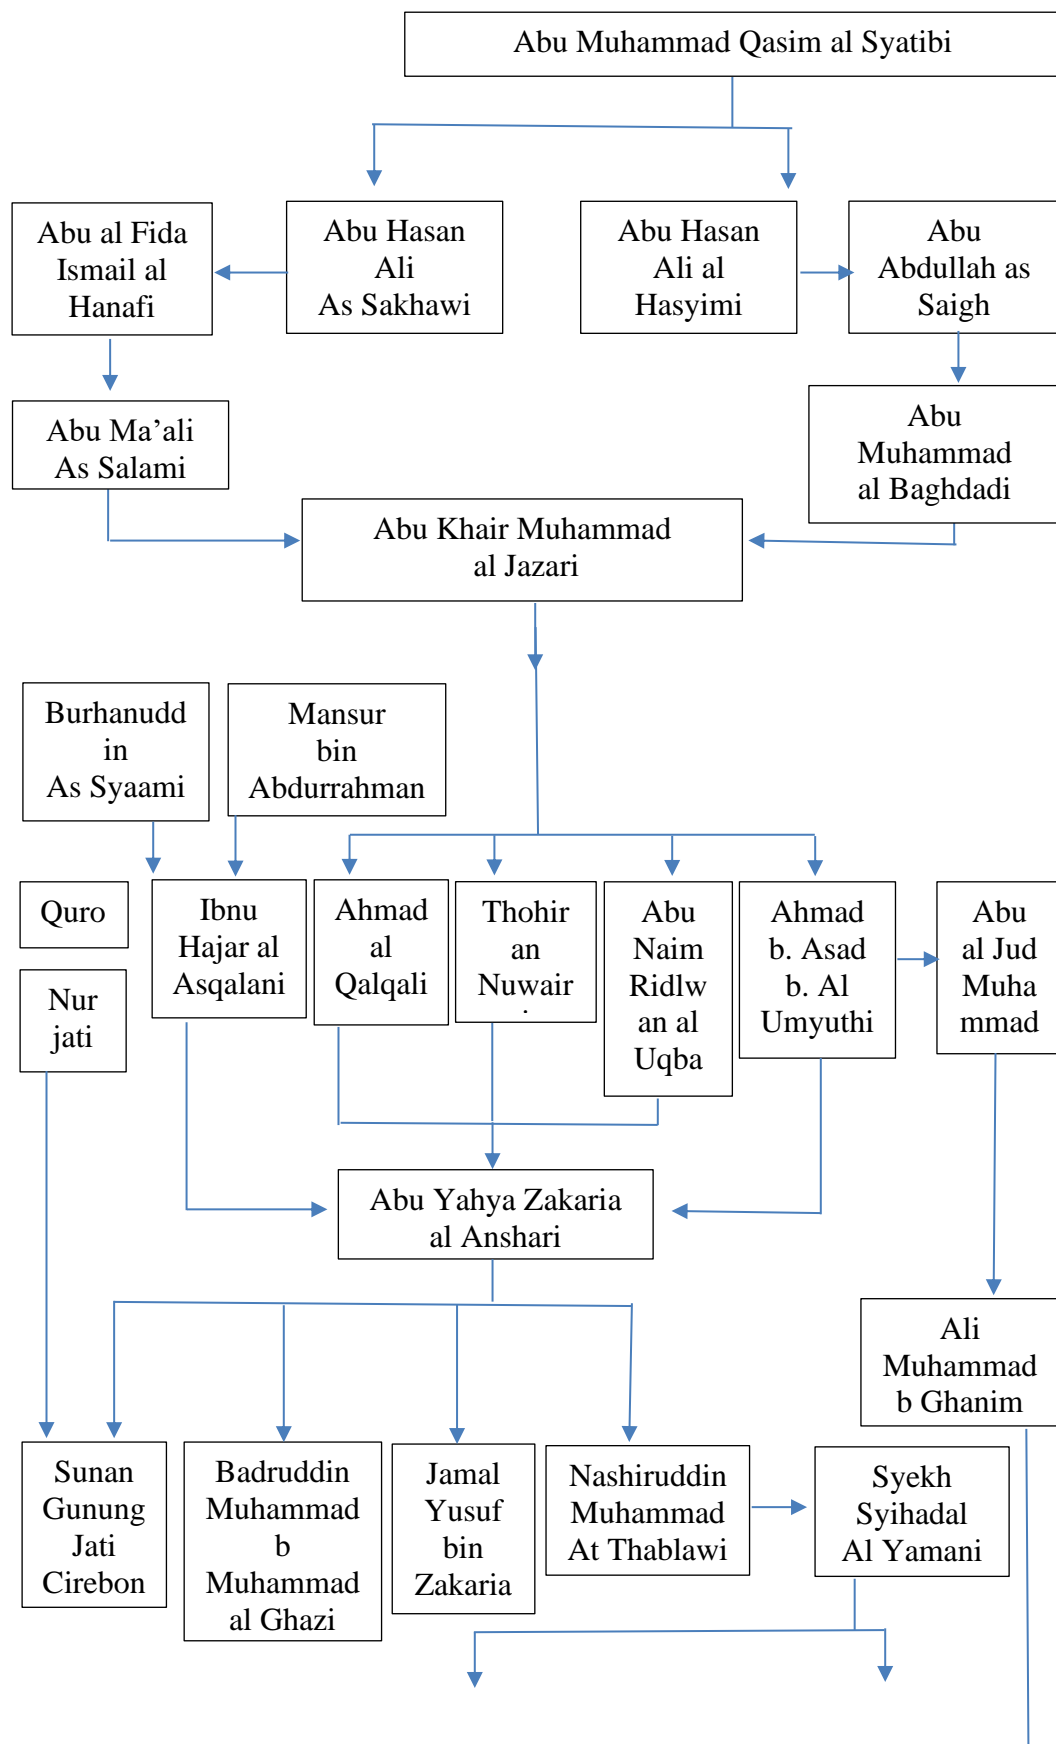 Abu Muhammad Qasim al Syatibi
Abu al Fida
Ismail al
Hanafi
Abu Hasan
Ali
As Sakhawi
Abu Hasan
Ali al
Hasyimi
Abu
Abdullah as
Saigh
Abu Ma’ali
As Salami
Abu
Muhammad
al Baghdadi
Abu Khair Muhammad
al Jazari
Burhanudd
in
As Syaami
Mansur
bin
Abdurrahman
Quro
Nur
jati
Ibnu
Hajar al
Asqalani
Ahmad
al
Qalqali
Thohir
an
Nuwair
Abu
Naim
Ridlw
an al
Uqba
Ahmad
b. Asad
b. Al
Umyuthi
Abu
al Jud
Muha
mmad
Abu Yahya Zakaria
al Anshari
Ali
Muhammad
b Ghanim
Sunan
Gunung
Jati
Cirebon
Badruddin
Muhammad
b
Muhammad
al Ghazi
Jamal
Yusuf
bin
Zakaria
Nashiruddin
Muhammad
At Thablawi
Syekh
Syihadal
Al Yamani